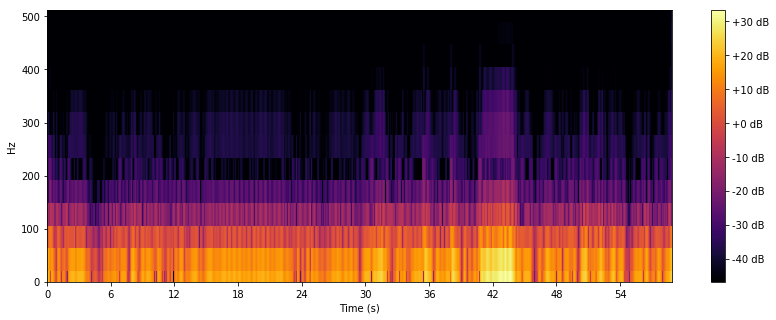 500
400
300
200
100
0
Hz
0 6 12 18 24 30 36 42 48 54
Time (s)
+30 dB
+20 dB
+10 dB
+0 dB
-10 dB
-20 dB
-30 dB
-40 dB